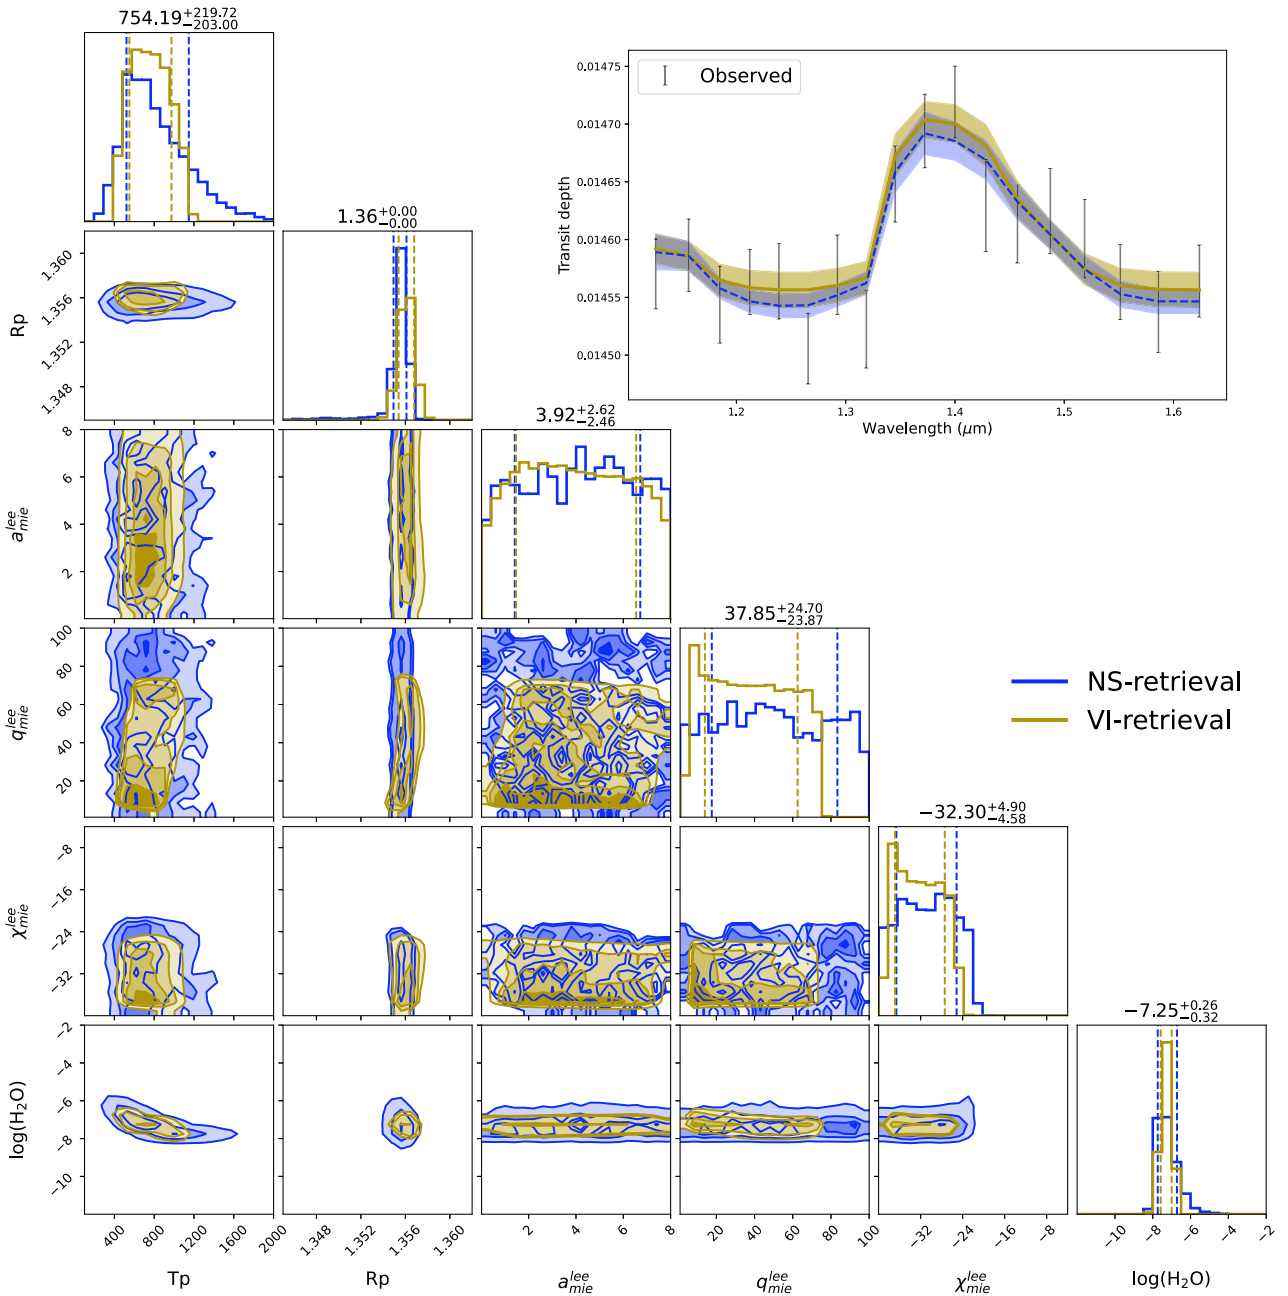 754.19+219.72−203.00
0.01475
Observed
0.01470
0.01465
Transit depth
0.01460
0.01455
0.01450
1.2 1.3 1.4 1.5 1.6
Wavelength (μm)
1.36+0.00−0.00
1.360
1.356
1.352
1.348
Rp
3.92+2.62−2.46
8
6
4
2
a lee mie
37.85+24.70−23.87
100
80
60
40
20
q lee mie
NS-retrieval
VI-retrieval
−32.30+4.90−4.58
−8
−16
−24
−32
χ lee mie
−7.25+0.26−0.32
−2
−4
−6
−8
−10
log(H2O)
400 800 1200 1600 2000 1.348 1.352 1.356 1.360 2 4 6 8 20 40 60 80 100 −32 −24 −16 −8 −10 −8 −6 −4 −2
Tp Rp a lee mie q lee mie χ lee mie log(H2O)